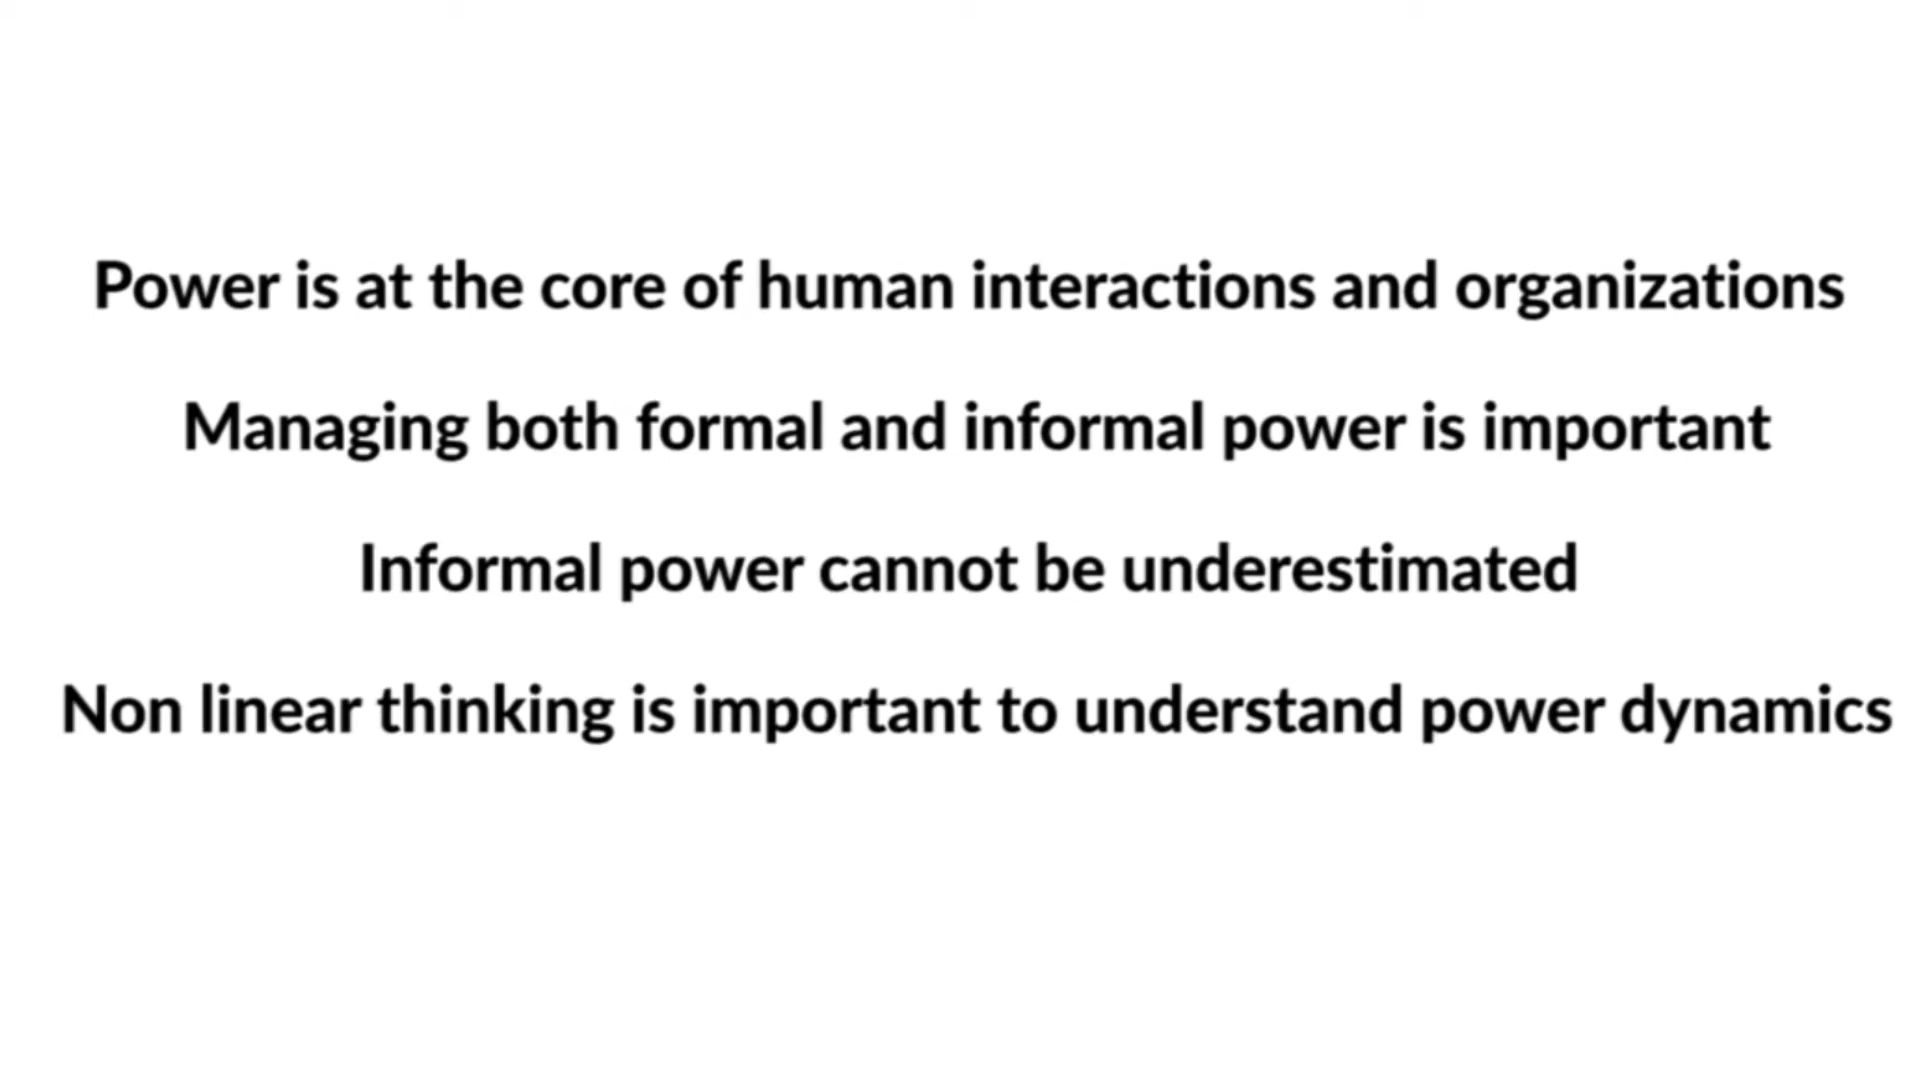 Power is at the core of human interactions and organizations
Managing both formal and informal power is important
Informal power cannot be underestimated
Non linear thinking is important to understand power dynamics